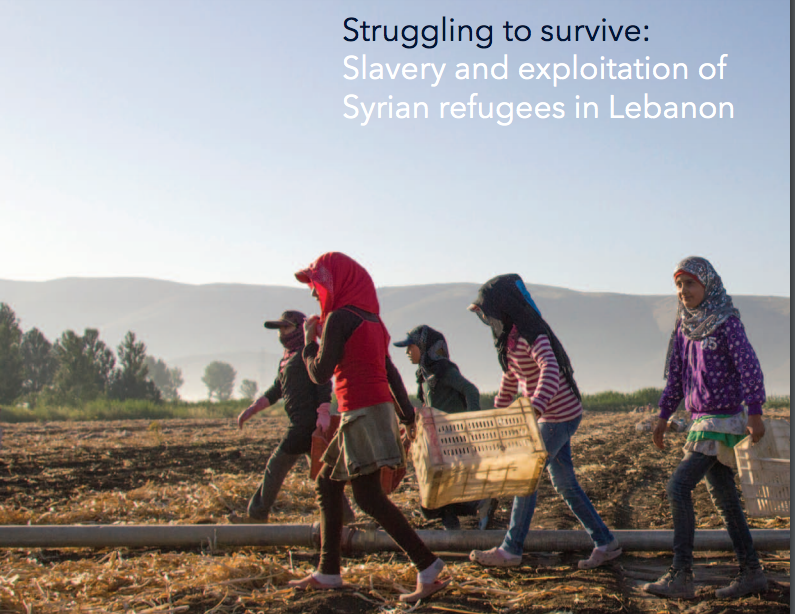 Struggling to survive:
Slavery and exploitation of
Syrian refugees in Lebanon